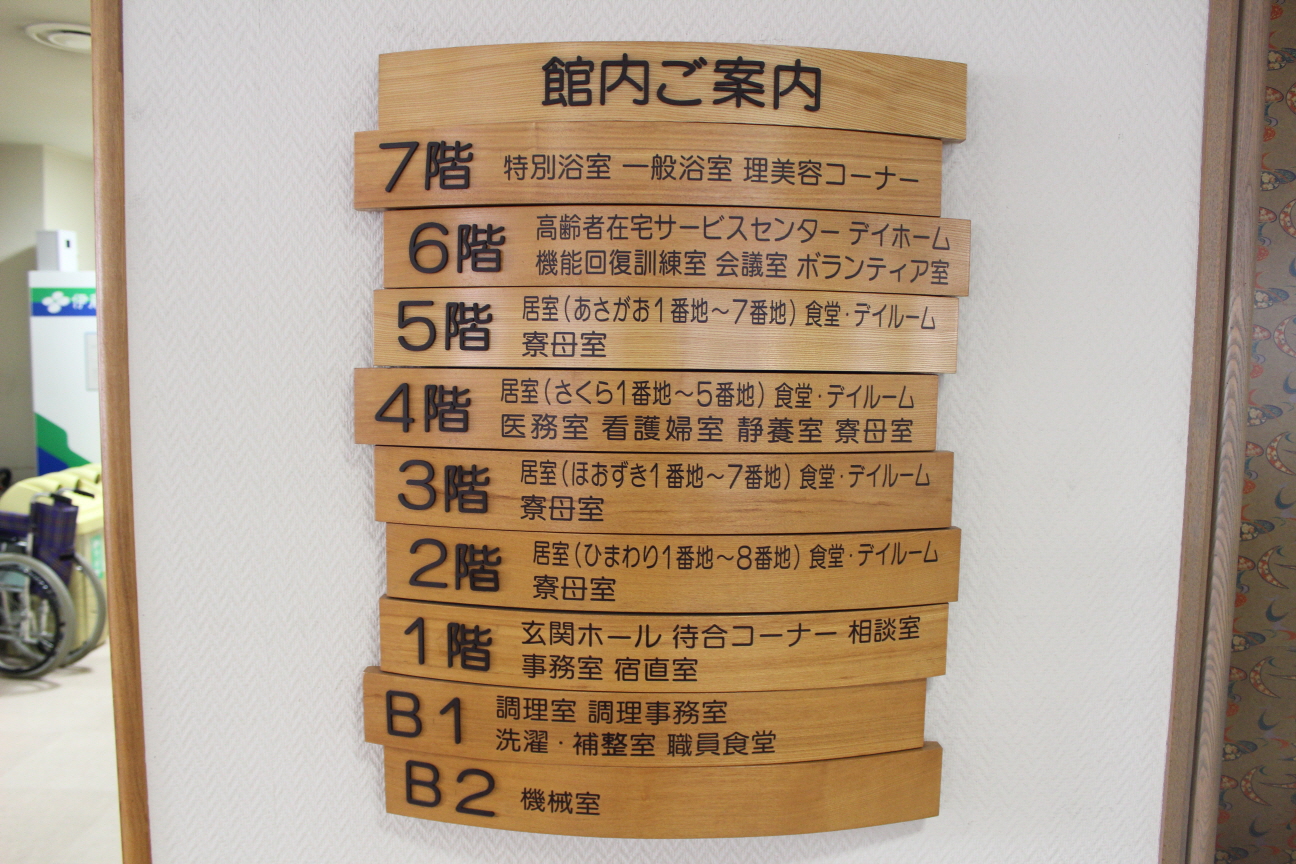 館内ご案内
7階 特別浴室 一般浴室 理美容コーナー
6階 高齢者在宅サービスセンター デイホーム
機能回復訓練室 会議室 ボランティア室
5階 居室(あさがお1番地~7番地) 食堂・デイルーム
寮母室
4階 居室(さくら1番地~5番地) 食堂・デイルーム
医務室 看護婦室 静養室 寮母室
3階 居室(ほおずき1番地~7番地) 食堂・デイルーム
寮母室
2階 居室(ひまわり1番地~8番地) 食堂・デイルーム
寮母室
1階 玄関ホール 待合コーナー 相談室
事務室 宿直室
B1 調理室 調理事務室
洗濯・補整室 職員食堂
B2 機械室